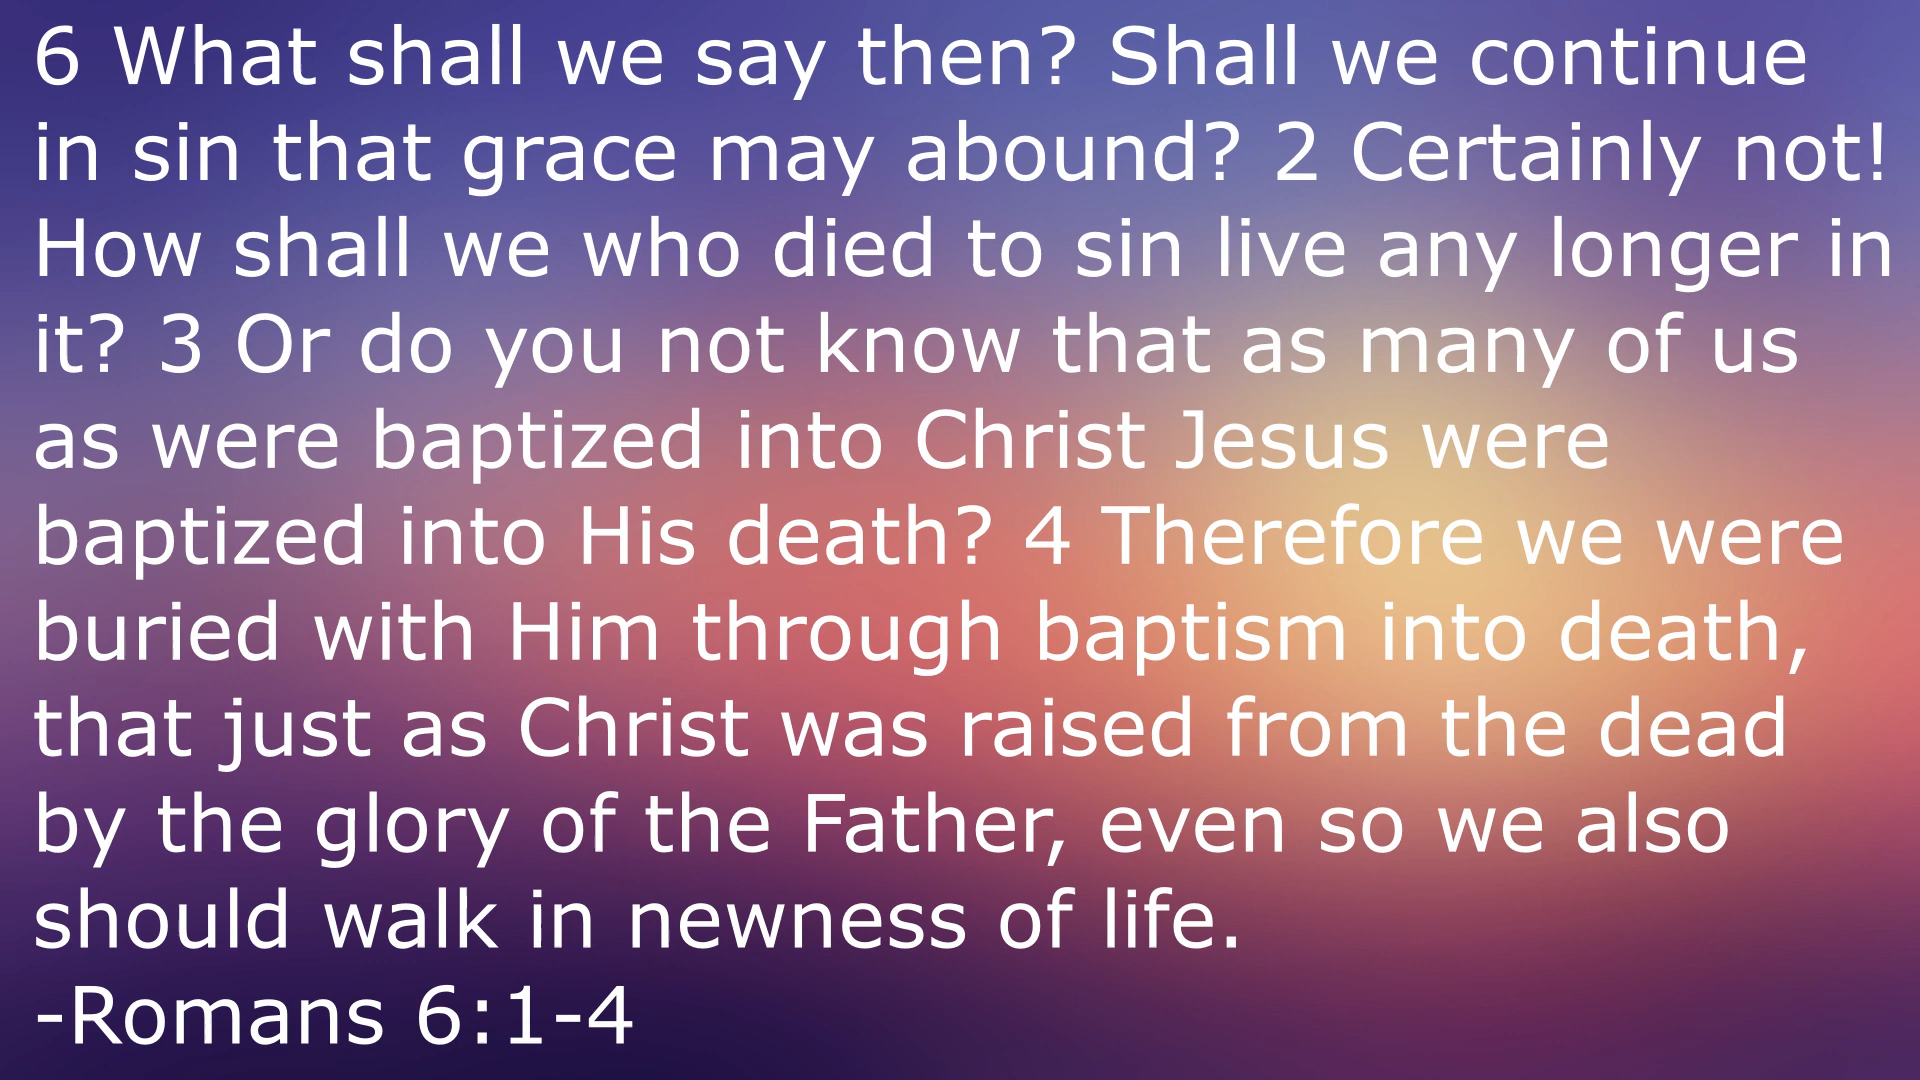 6 What shall we say then? Shall we continue
in sin that grace may abound? 2 Certainly not!
How shall we who died to sin live any longer in
it? 3 Or do you not know that as many of us
as were baptized into Christ Jesus were
baptized into His death? 4 Therefore we were
buried with Him through baptism into death,
that just as Christ was raised from the dead
by the glory of the Father, even so we also
should walk in newness of life.
-Romans 6:1-4